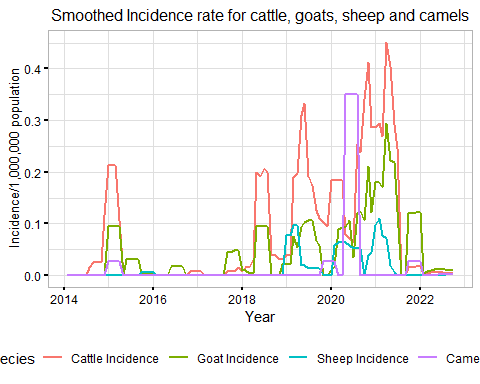 Smoothed Incidence rate for cattle, goats, sheep and camels
Incidence/1,000,000 population
0.4
0.3
0.2
0.1
0.0
2014 2016 2018 2020 2022
Year
ecies Cattle Incidence Goat Incidence Sheep Incidence Came